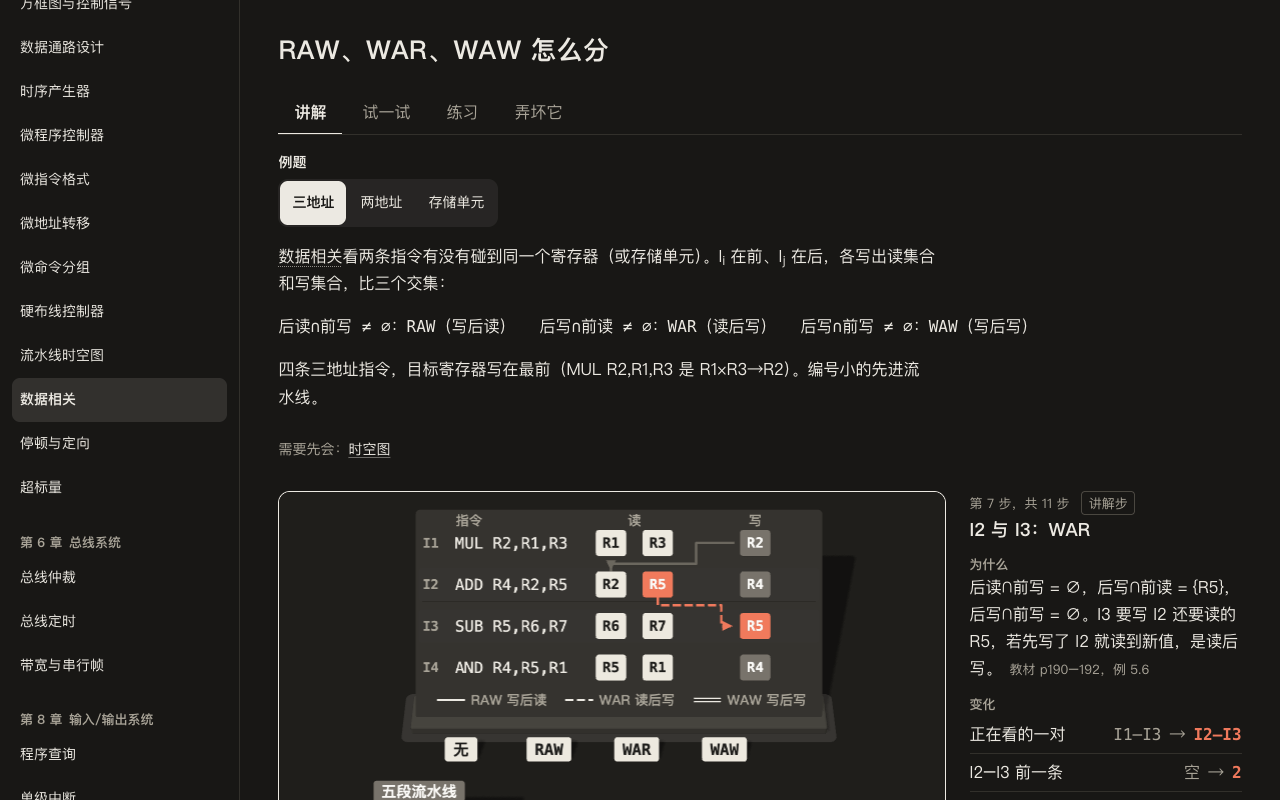 方框图与控制信号
数据通路设计
时序产生器
微程序控制器
微指令格式
微地址转移
微命令分组
硬布线控制器
流水线时空图
数据相关
停顿与定向
超标量
第 6 章 总线系统
总线仲裁
总线定时
带宽与串行帧
第 8 章 输入/输出系统
程序查询
单级中断
RAW、WAR、WAW 怎么分
讲解 试一试 练习 弄坏它
例题
三地址 两地址 存储单元
数据相关看两条指令有没有碰到同一个寄存器（或存储单元）。Ii 在前、Ij 在后，各写出读集合
和写集合，比三个交集：
后读∩前写 ≠ ∅：RAW（写后读） 后写∩前读 ≠ ∅：WAR（读后写） 后写∩前写 ≠ ∅：WAW（写后写）
四条三地址指令，目标寄存器写在最前（MUL R2,R1,R3 是 R1×R3→R2）。编号小的先进流
水线。
需要先会：时空图
指令 读 写
I1 MUL R2,R1,R3 R1 R3 R2
I2 ADD R4,R2,R5 R2 R5 R4
I3 SUB R5,R6,R7 R6 R7 R5
I4 AND R4,R5,R1 R5 R1 R4
RAW 写后读 WAR 读后写 WAW 写后写
无 RAW WAR WAW
五段流水线
第 7 步，共 11 步 讲解步
I2 与 I3：WAR
为什么
后读∩前写 = ∅，后写∩前读 = {R5}，
后写∩前写 = ∅。I3 要写 I2 还要读的
R5，若先写了 I2 就读到新值，是读后
写。 教材 p190–192，例 5.6
变化
正在看的一对 I1–I3 → I2–I3
I2–I3 前一条 空 → 2